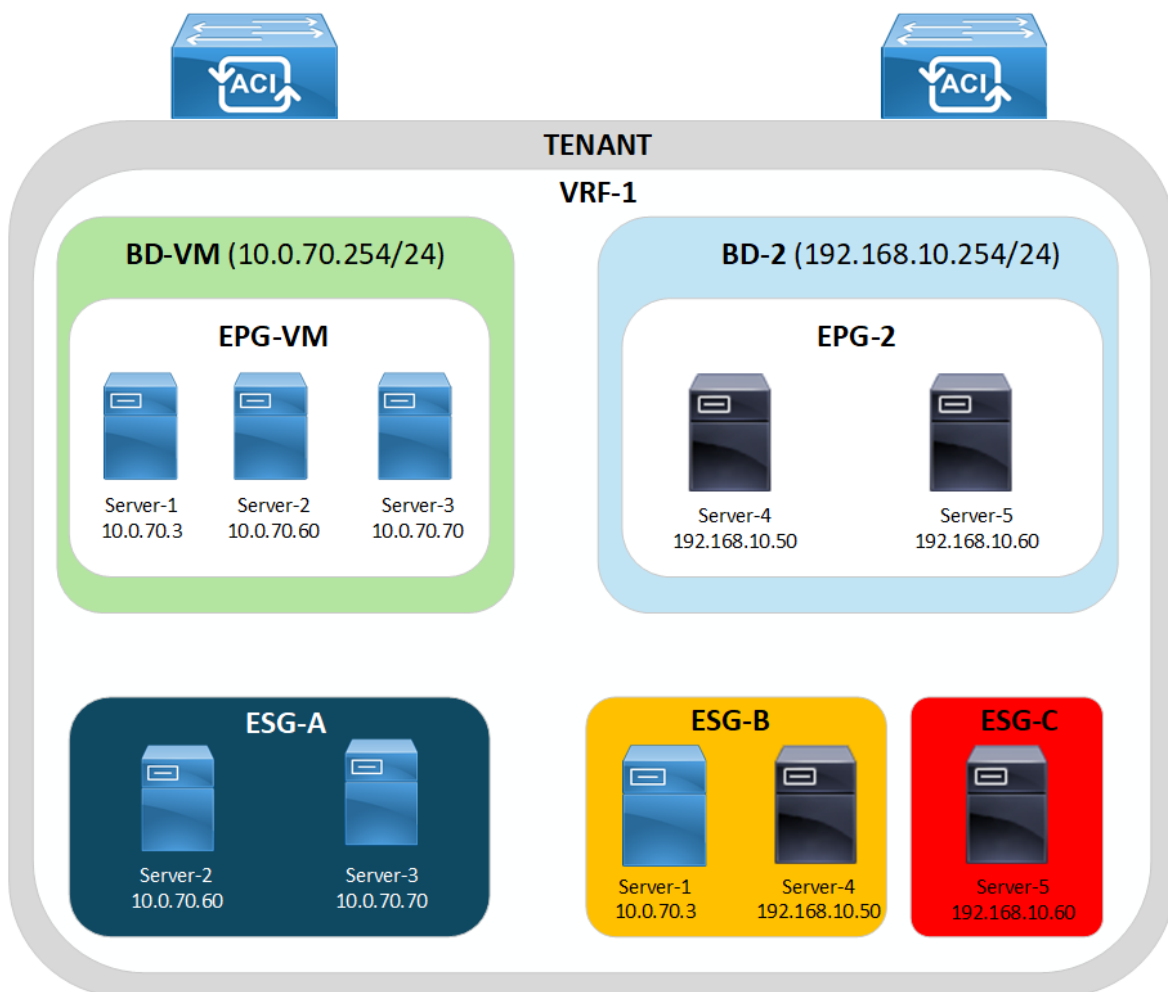 ACI
ACI
TENANT
VRF-1
BD-VM (10.0.70.254/24)
EPG-VM
Server-1
10.0.70.3
Server-2
10.0.70.60
Server-3
10.0.70.70
BD-2 (192.168.10.254/24)
EPG-2
Server-4
192.168.10.50
Server-5
192.168.10.60
ESG-A
Server-2
10.0.70.60
Server-3
10.0.70.70
ESG-B
Server-1
10.0.70.3
Server-4
192.168.10.50
ESG-C
Server-5
192.168.10.60